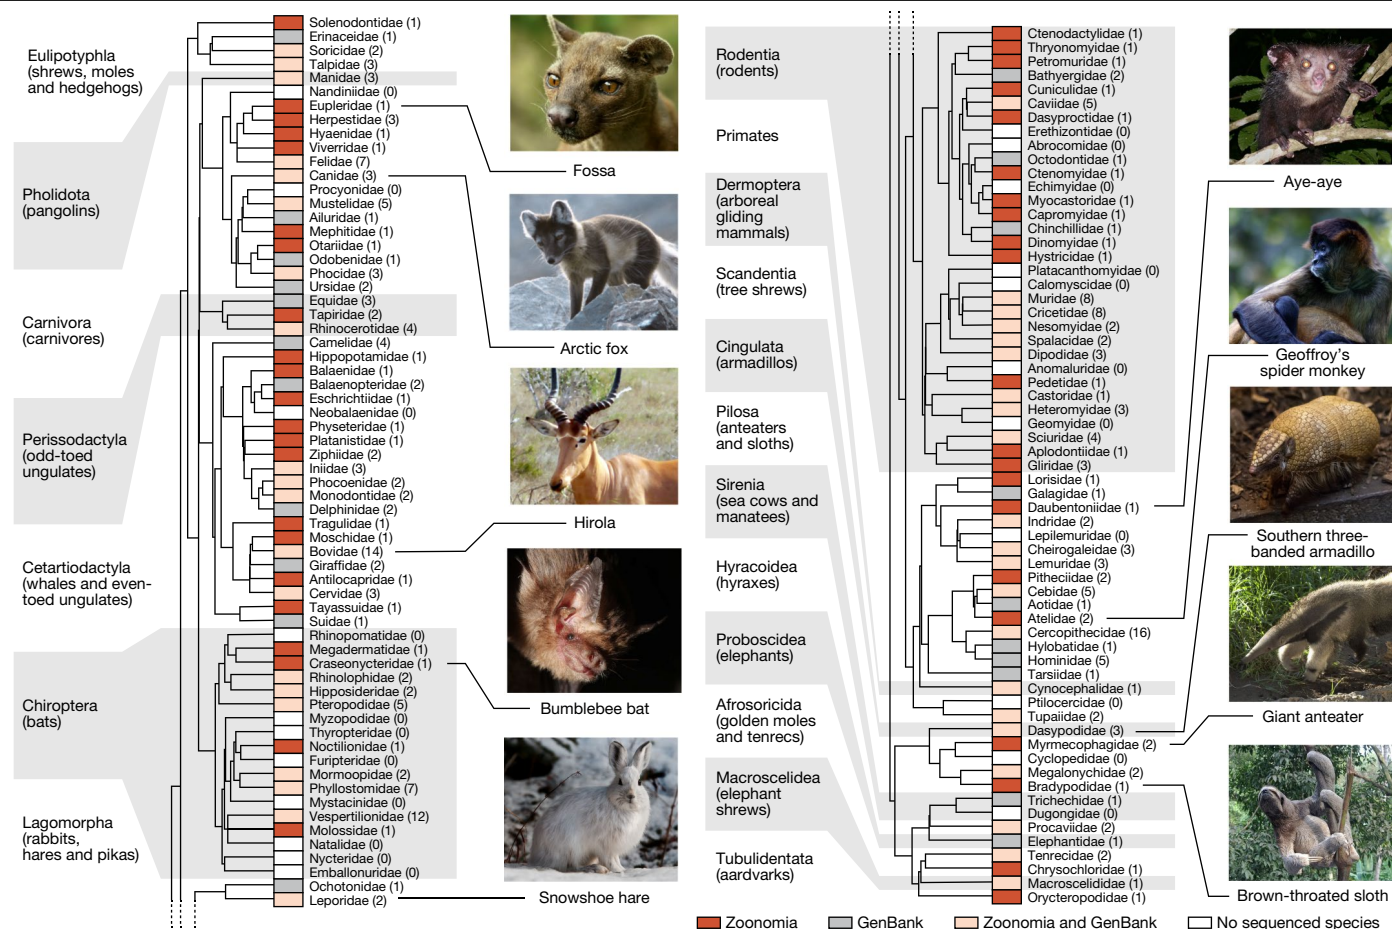 Eulipotyphla
(shrews, moles
and hedgehogs)
Pholidota
(pangolins)
Carnivora
(carnivores)
Perissodactyla
(odd-toed
ungulates)
Cetartiodactyla
(whales and even-
toed ungulates)
Chiroptera
(bats)
Lagomorpha
(rabbits,
hares and pikas)
Solenodontidae (1)
Erinaceidae (1)
Soricidae (2)
Talpidae (3)
Manidae (3)
Nandiniidae (0)
Eupleridae (1)
Herpestidae (3)
Hyaenidae (1)
Viverridae (1)
Felidae (7)
Canidae (3)
Procyonidae (0)
Mustelidae (5)
Ailuridae (1)
Mephitidae (1)
Otariidae (1)
Odobenidae (1)
Phocidae (3)
Ursidae (2)
Equidae (3)
Tapiridae (2)
Rhinocerotidae (4)
Camelidae (4)
Hippopotamidae (1)
Balaenidae (1)
Balaenopteridae (2)
Eschrichtiidae (1)
Neobalaenidae (0)
Physeteridae (1)
Platanistidae (1)
Ziphiidae (2)
Iniidae (3)
Phocoenidae (2)
Monodontidae (2)
Delphinidae (2)
Tragulidae (1)
Moschidae (1)
Bovidae (14)
Giraffidae (2)
Antilocapridae (1)
Cervidae (3)
Tayassuidae (1)
Suidae (1)
Rhinopomatidae (0)
Megadermatidae (1)
Craseonycteridae (1)
Rhinolophidae (2)
Hipposideridae (2)
Pteropodidae (5)
Myzopodidae (0)
Thyropteridae (0)
Noctilionidae (1)
Furipteridae (0)
Mormoopidae (2)
Phyllostomidae (7)
Mystacinidae (0)
Vespertilionidae (12)
Molossidae (1)
Natalidae (0)
Nycteridae (0)
Emballonuridae (0)
Ochotonidae (1)
Leporidae (2)
Fossa
Arctic fox
Hirola
Bumblebee bat
Snowshoe hare
Rodentia
(rodents)
Primates
Dermoptera
(arboreal
gliding
mammals)
Scandentia
(tree shrews)
Cingulata
(armadillos)
Pilosa
(anteaters
and sloths)
Sirenia
(sea cows and
manatees)
Hyracoidea
(hyraxes)
Proboscidea
(elephants)
Afrosoricida
(golden moles
and tenrecs)
Macroscelidea
(elephant
shrews)
Tubulidentata
(aardvarks)
Ctenodactylidae (1)
Thryonomyidae (1)
Petromuridae (1)
Bathyergidae (2)
Cuniculidae (1)
Caviidae (5)
Dasyproctidae (1)
Erethizontidae (0)
Abrocomidae (0)
Octodontidae (1)
Ctenomyidae (1)
Echimyidae (0)
Myocastoridae (1)
Capromyidae (1)
Chinchillidae (1)
Dinomyidae (1)
Hystricidae (1)
Platacanthomyidae (0)
Calomyscidae (0)
Muridae (8)
Cricetidae (8)
Nesomyidae (2)
Spalacidae (2)
Dipodidae (3)
Anomaluridae (0)
Pedetidae (1)
Castoridae (1)
Heteromyidae (3)
Geomyidae (0)
Sciuridae (4)
Aplodontiidae (1)
Gliridae (3)
Lorisidae (1)
Galagidae (1)
Daubentoniidae (1)
Indridae (2)
Lepilemuridae (0)
Cheirogaleidae (3)
Lemuridae (3)
Pitheciidae (2)
Cebidae (5)
Aotidae (1)
Atelidae (2)
Cercopithecidae (16)
Hylobatidae (1)
Hominidae (5)
Tarsiidae (1)
Cynocephalidae (1)
Ptilocercidae (0)
Tupaiidae (2)
Dasypodidae (3)
Myrmecophagidae (2)
Cyclopedidae (0)
Megalonychidae (2)
Bradypodidae (1)
Trichechidae (1)
Dugongidae (0)
Procaviidae (2)
Elephantidae (1)
Tenrecidae (2)
Chrysochloridae (1)
Macroscelididae (1)
Orycteropodidae (1)
Aye-aye
Geoffroy's
spider monkey
Southern three-
banded armadillo
Giant anteater
Brown-throated sloth
Zoonomia
GenBank
Zoonomia and GenBank
No sequenced species